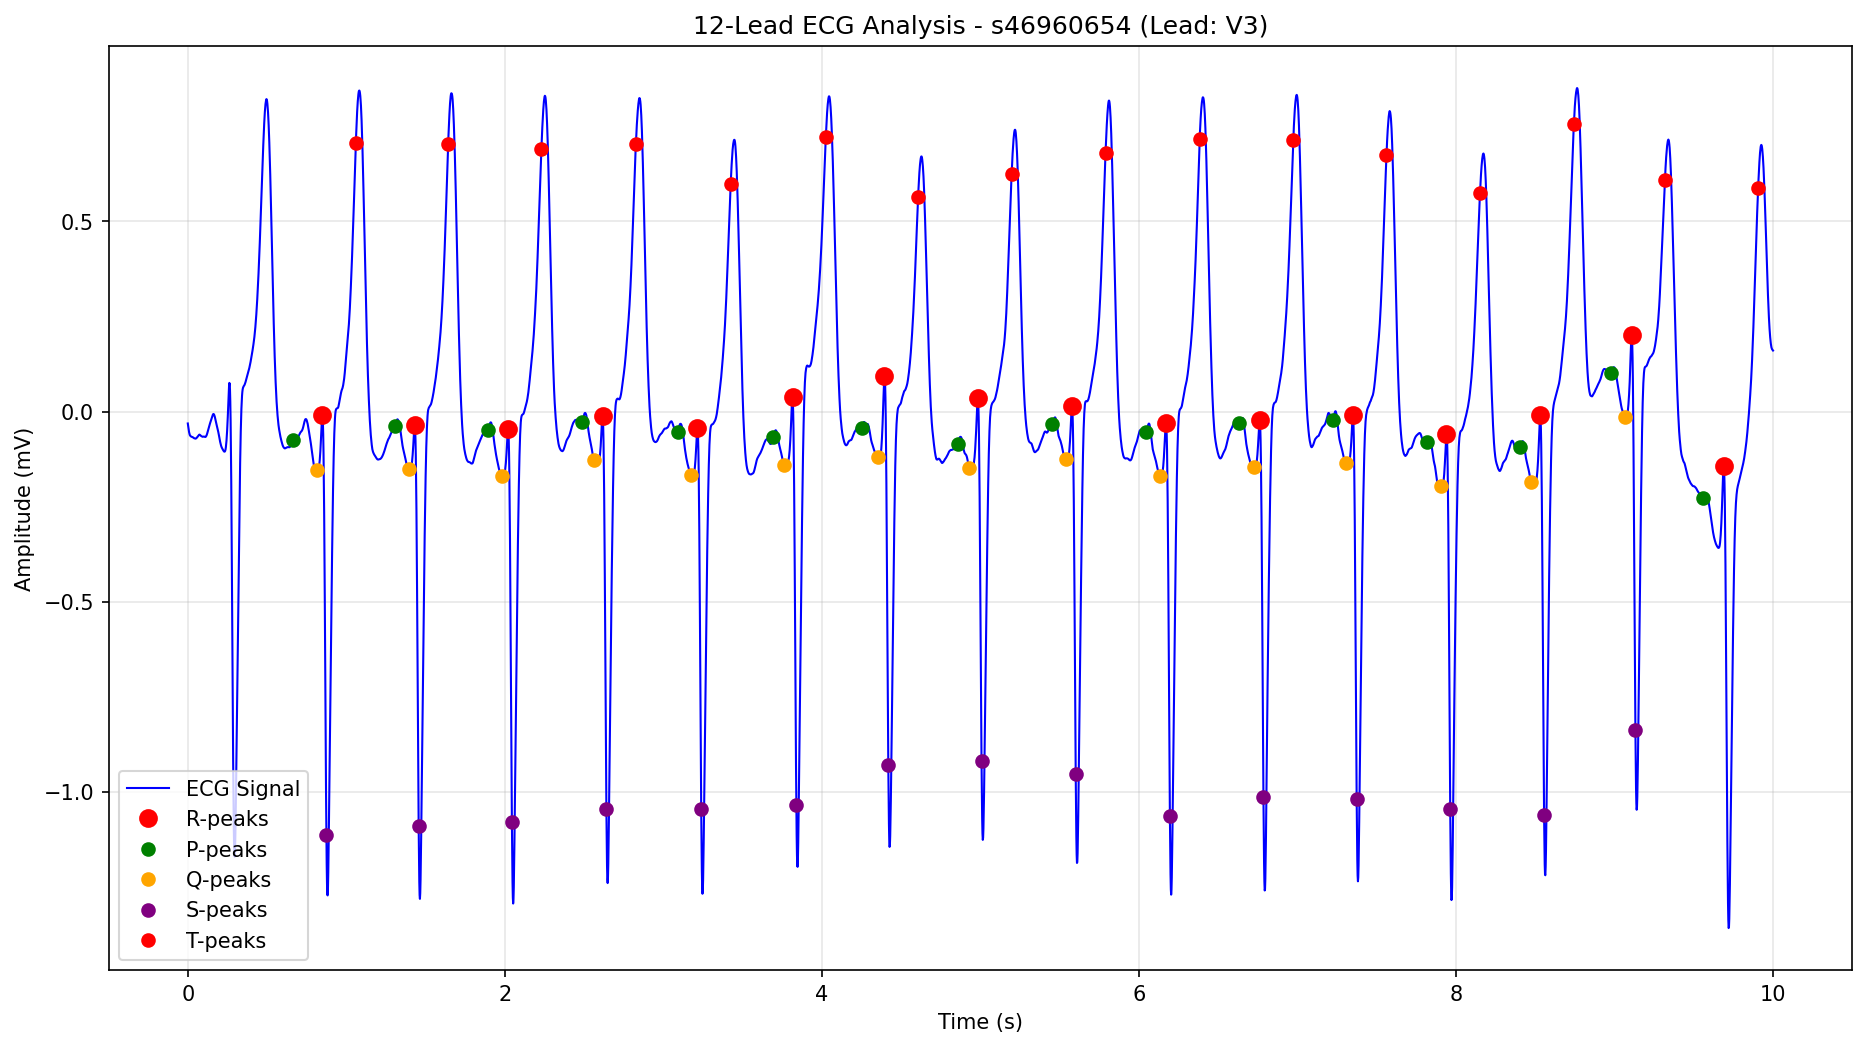 12-Lead ECG Analysis - s46960654 (Lead: V3)
Amplitude (mV)
0.5
0.0
−0.5
−1.0
ECG Signal
R-peaks
P-peaks
Q-peaks
S-peaks
T-peaks
0 2 4 6 8 10
Time (s)